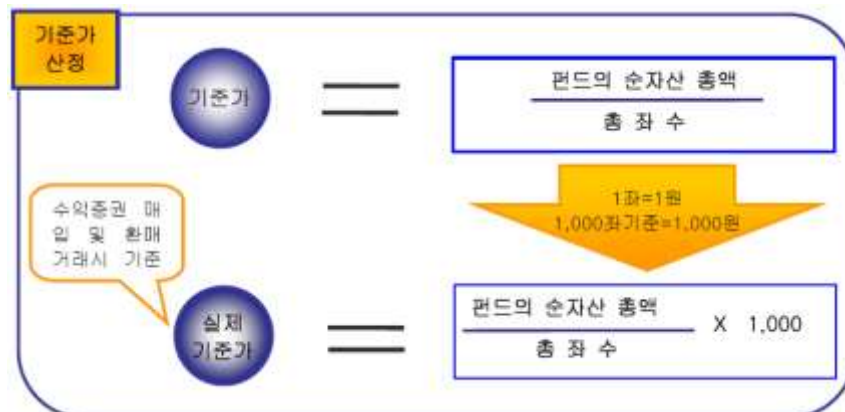 기준가
산정
기준가
펀드의 순자산 총액
총 좌 수
1좌=1원
1,000좌기준=1,000원
수익증권 매
입 및 환매
거래시 기준
실제
기준가
펀드의 순자산 총액
총 좌 수
X 1,000